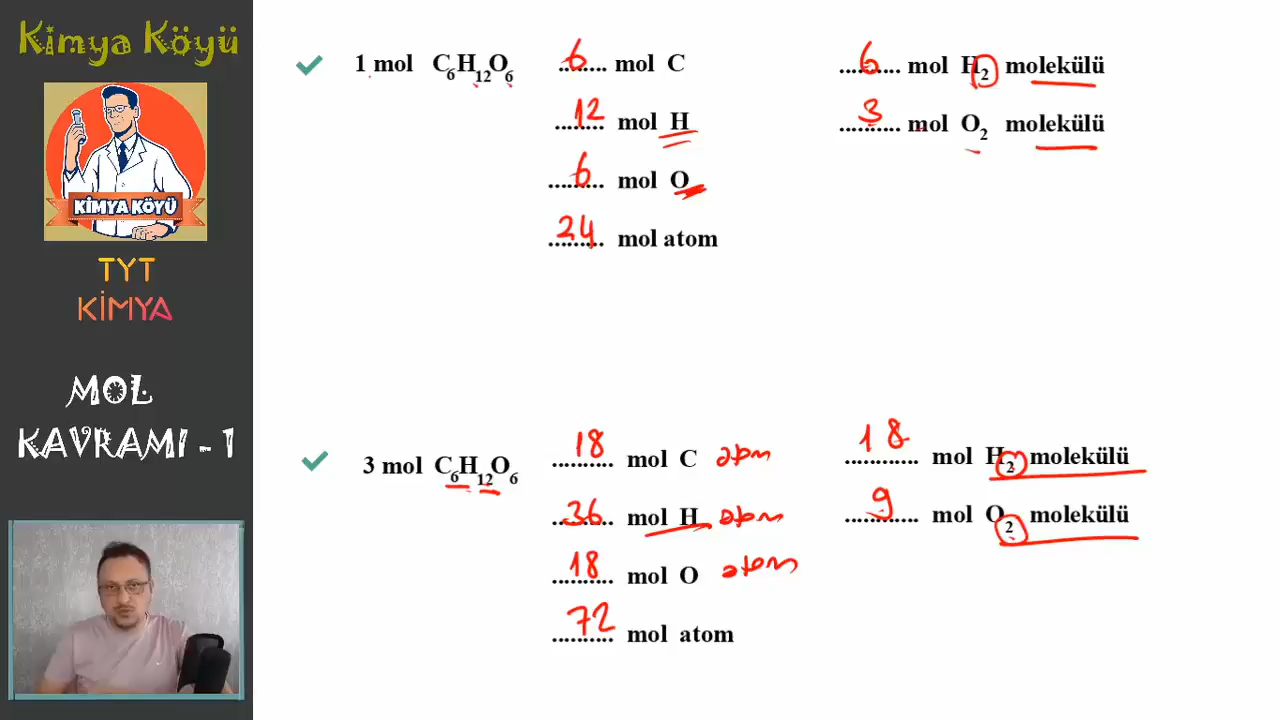 Kimya Köyü
KİMYA KÖYÜ
TYT
KİMYA
MOL
KAVRAMI - 1
1 mol C₆H₁₂O₆
6 ........ mol C
12 ........ mol H
6 ......... mol O
24 ......... mol atom
6 .......... mol H₂ molekülü
3 .......... mol O₂ molekülü
3 mol C₆H₁₂O₆
18 .......... mol C atom
36 .......... mol H atom
18 .......... mol O atom
72 .......... mol atom
18 ............ mol H₂ molekülü
9 ............ mol O₂ molekülü